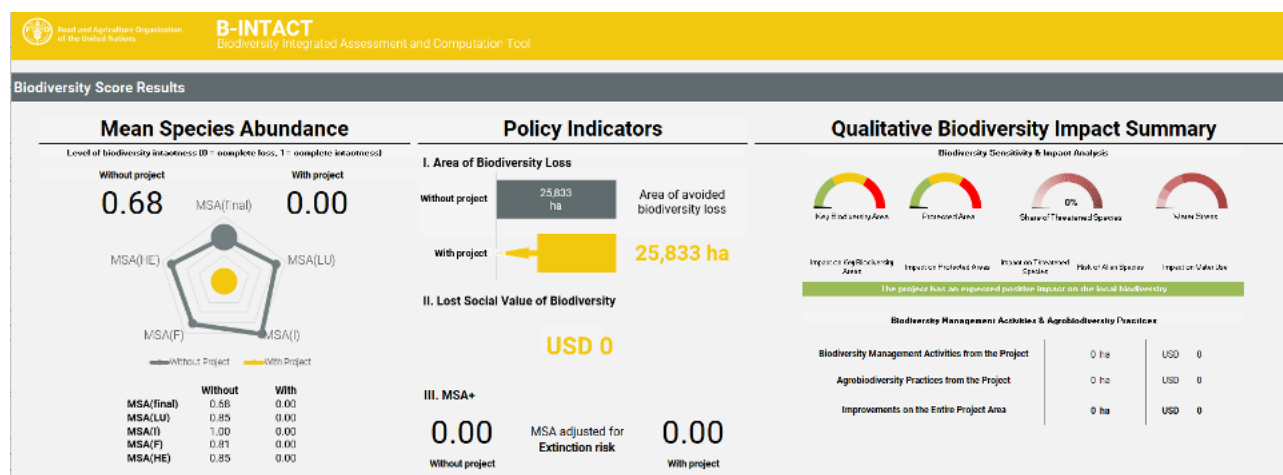 Food and Agriculture Organization
of the United Nations
B-INTACT
Biodiversity Integrated Assessment and Computation Tool
Biodiversity Score Results
Mean Species Abundance
Level of biodiversity intactness (0 = complete loss, 1 = complete intactness)
Without project
With project
0.68
0.00
MSA(final)
MSA(HE)
MSA(LU)
MSA(F)
MSA(I)
Without Project
With Project
Without With
MSA(final) 0.68 0.00
MSA(LU) 0.85 0.00
MSA(I) 1.00 0.00
MSA(F) 0.81 0.00
MSA(HE) 0.85 0.00
Policy Indicators
I. Area of Biodiversity Loss
Without project
25,833
ha
Area of avoided
biodiversity loss
With project
25,833 ha
II. Lost Social Value of Biodiversity
USD 0
III. MSA+
0.00
MSA adjusted for
Extinction risk
0.00
Without project
With project
Qualitative Biodiversity Impact Summary
Biodiversity Sensitivity & Impact Analysis
0%
Key Biodiversity Area
Protected Area
Share of Threatened Species
Water Stress
Impact on Key Biodiversity
Areas
Impact on Protected Areas
Impact on Threatened
Species
Risk of Alien Species
Impact on Water Use
The project has an expected positive impact on the local biodiversity
Biodiversity Management Activities & Agrobiodiversity Practices
Biodiversity Management Activities from the Project 0 ha USD 0
Agrobiodiversity Practices from the Project 0 ha USD 0
Improvements on the Entire Project Area 0 ha USD 0